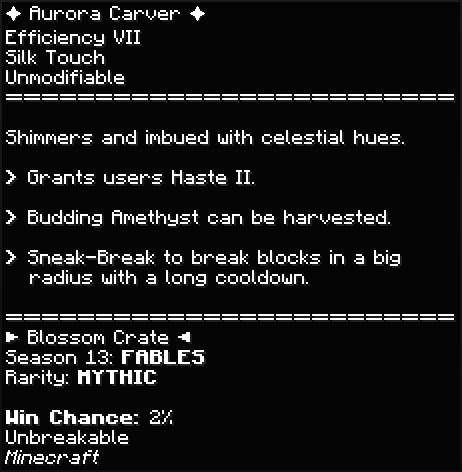 ✦ Aurora Carver ✦
Efficiency VII
Silk Touch
Unmodifiable
==============================
Shimmers and imbued with celestial hues.
> Grants users Haste II.
> Budding Amethyst can be harvested.
> Sneak-Break to break blocks in a big
radius with a long cooldown.
==============================
► Blossom Crate ◄
Season 13: FABLES
Rarity: MYTHIC
Win Chance: 2%
Unbreakable
Minecraft